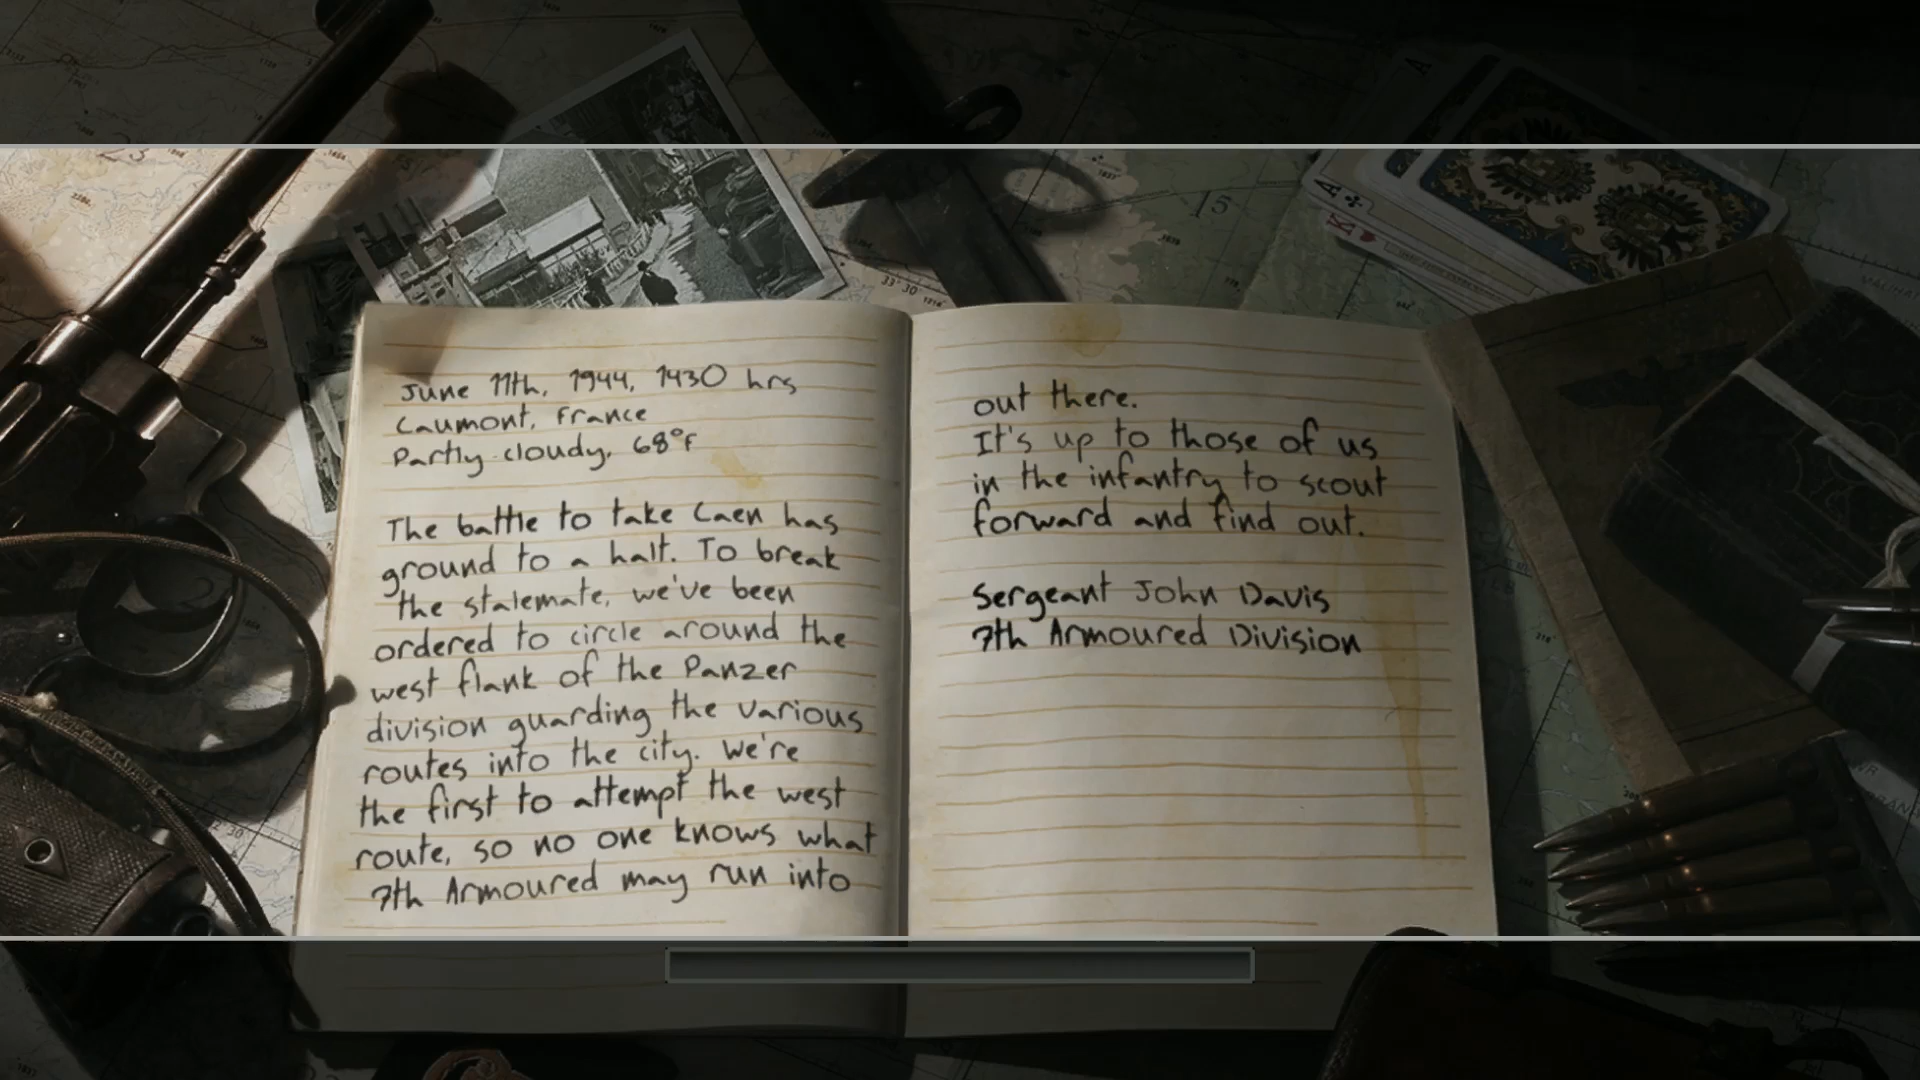 June 11th, 1944, 1430 hrs
Caumont, France
Partly cloudy, 68°F
The battle to take Caen has
ground to a halt. To break
the stalemate, we've been
ordered to circle around the
west flank of the Panzer
division guarding the various
routes into the city. We're
the first to attempt the west
route, so no one knows what
7th Armoured may run into
out there.
It's up to those of us
in the infantry to scout
forward and find out.
Sergeant John Davis
7th Armoured Division
15
33° 30'
A
K